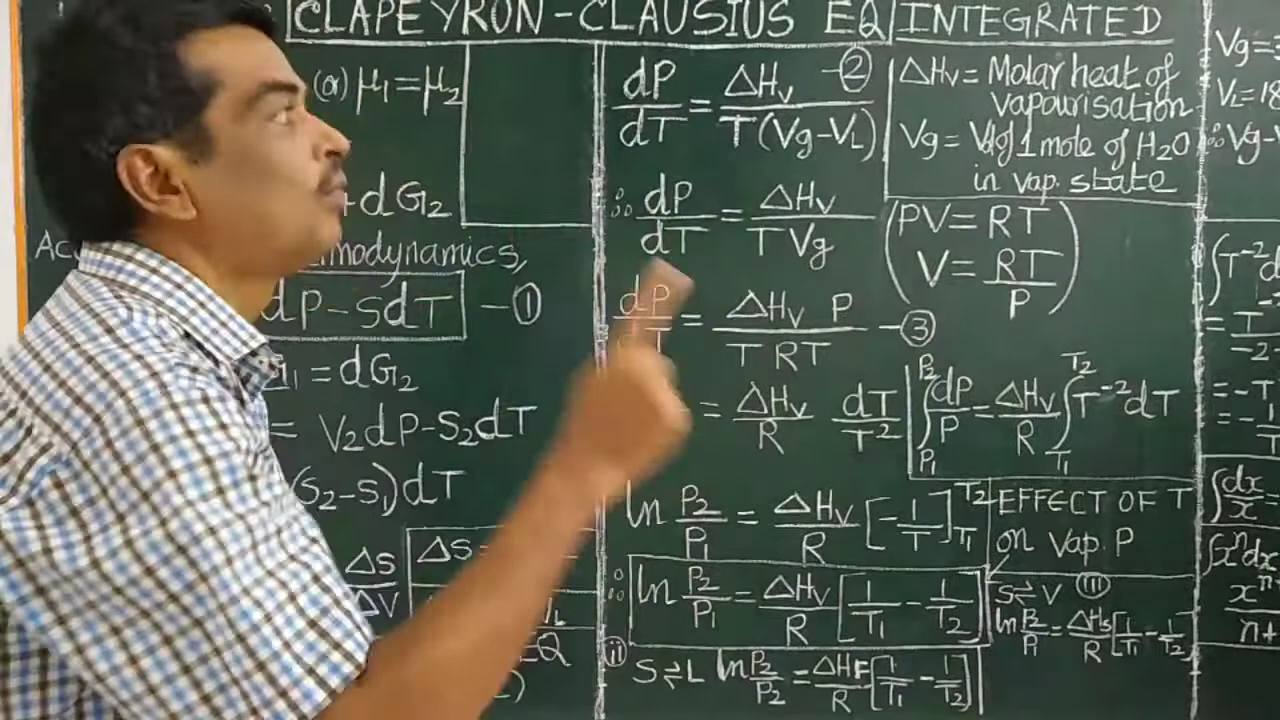 CLAPEYRON-CLAUSIUS EQ INTEGRATED
(or) μ₁=μ₂
dG₂
modynamics,
dP-SdT -①
= dG₂
= V₂dP-S₂dT
(S₂-S₁)dT
ΔS
ΔV
ΔS
dP/dT = ΔHv/T(Vg-VL) -②
∴ dP/dT = ΔHv/T Vg
dP = ΔHv P/T RT -③
= ΔHv/R dT/T²
∫P₁^P₂ dP/P = ΔHv/R ∫T₁^T₂ T⁻²dT
ln P₂/P₁ = ΔHv/R [-1/T]T₁^T₂
∴ ln P₂/P₁ = ΔHv/R [1/T₁ - 1/T₂]
(ii) S⇌L ln P₂/P₂ = ΔHF/R [1/T₁ - 1/T₂]
ΔHv = Molar heat of
vapourisation
Vg = Vol of 1 mole of H₂O
in vap. state
(PV = RT
V = RT/P)
EFFECT OF T
on vap. P
S⇌V (iii)
ln P₂/P₁ = ΔHs/R [1/T₁ - 1/T₂]
Vg=
VL=18
∴ Vg-V
∫T⁻²d
= T⁻
-2
= -T
= -1/T
∫dx/x =
∫xⁿdx
xⁿ
n+